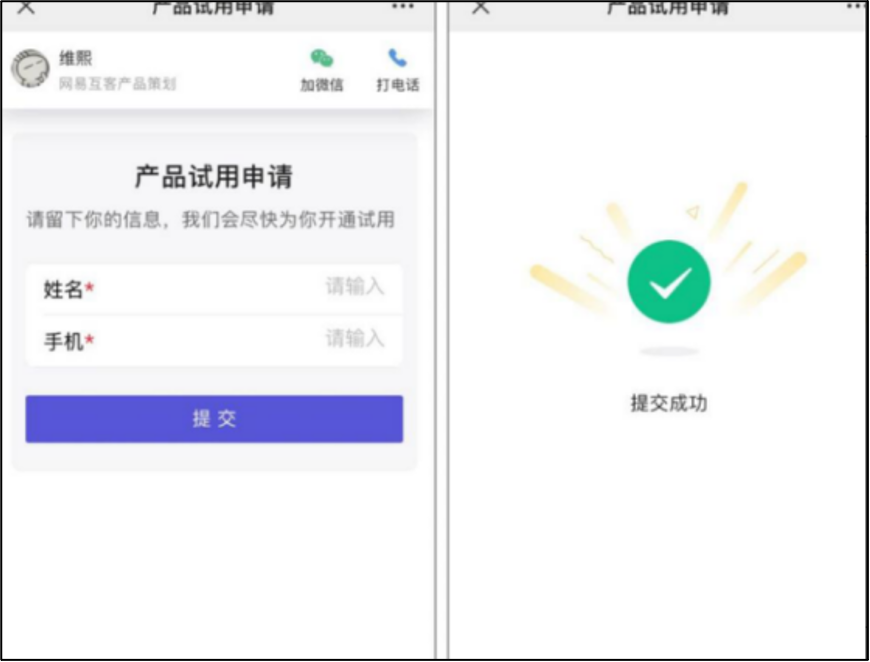 产品试用申请
维熙
网易互客产品策划
加微信
打电话
产品试用申请
请留下你的信息，我们会尽快为你开通试用
姓名* 请输入
手机* 请输入
提交
产品试用申请
提交成功